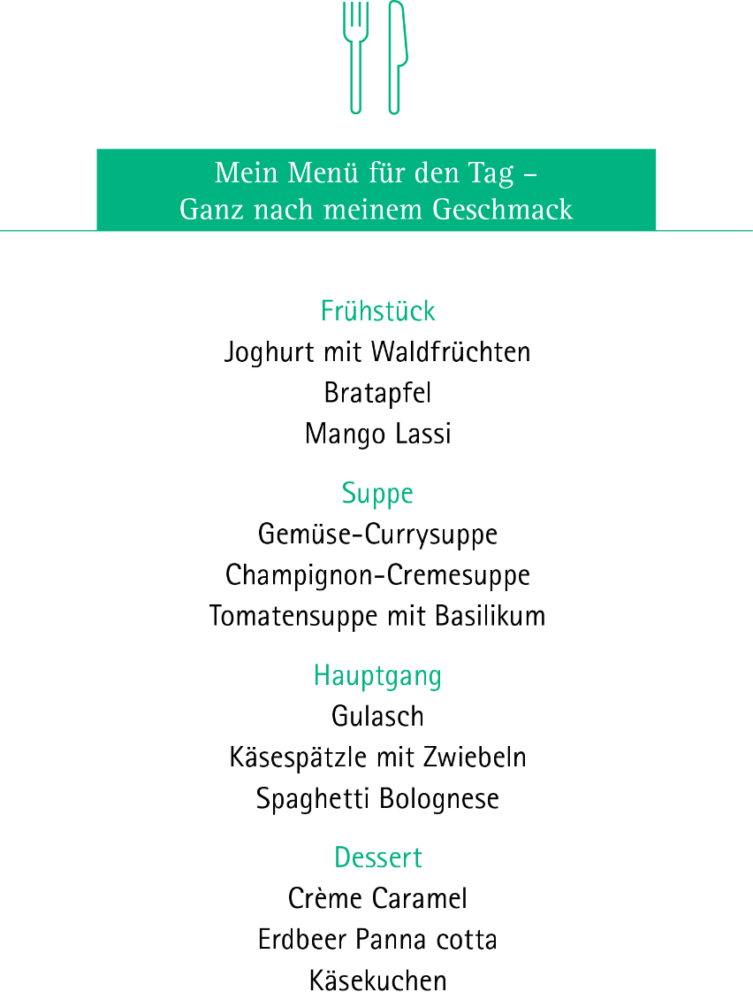 Mein Menü für den Tag –
Ganz nach meinem Geschmack
Frühstück
Joghurt mit Waldfrüchten
Bratapfel
Mango Lassi
Suppe
Gemüse-Currysuppe
Champignon-Cremesuppe
Tomatensuppe mit Basilikum
Hauptgang
Gulasch
Käsespätzle mit Zwiebeln
Spaghetti Bolognese
Dessert
Crème Caramel
Erdbeer Panna cotta
Käsekuchen